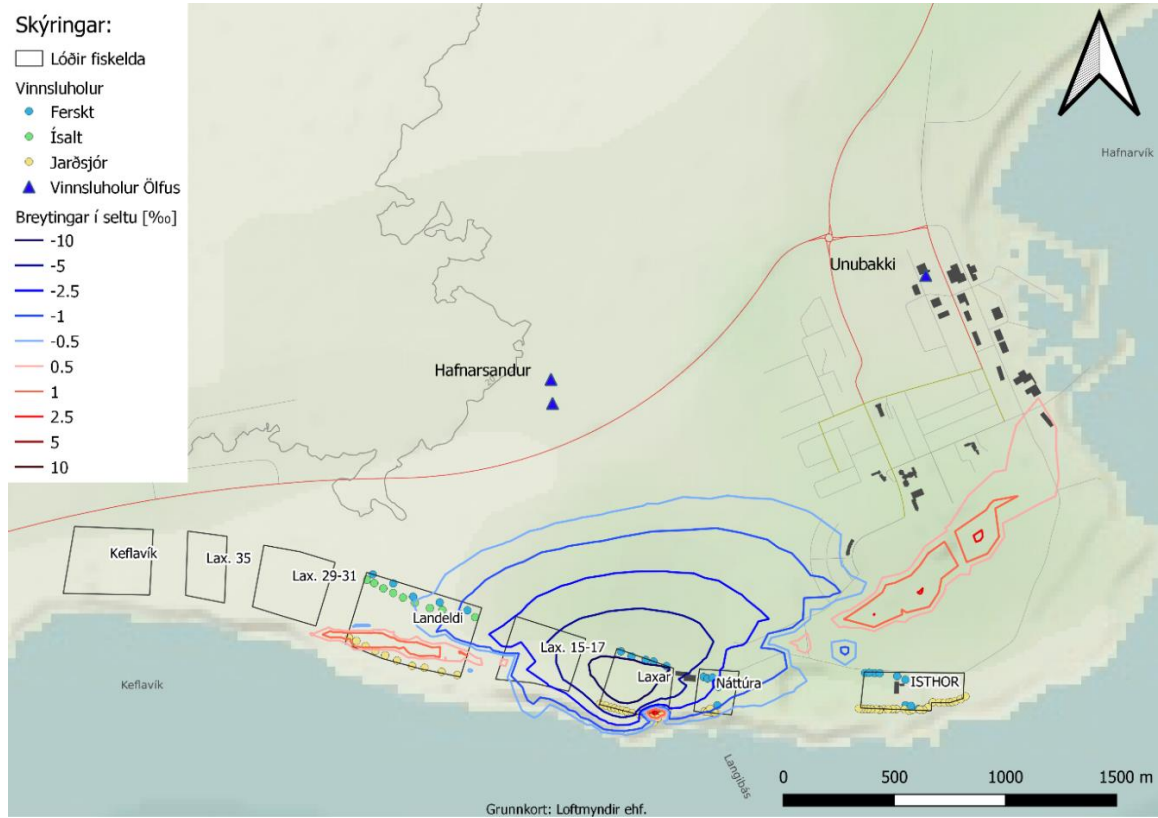 Skýringar:
Lóðir fiskelda
Vinnsluholur
Ferskt
Ísalt
Jarðsjór
Vinnsluholur Ölfus
Breytingar í seltu [‰]
-10
-5
-2.5
-1
-0.5
0.5
1
2.5
5
10
Hafnarvík
Unubakki
Hafnarsandur
Keflavík
Lax. 35
Lax. 29-31
Landeldi
Lax. 15-17
Laxar
Náttúra
ISTHOR
Keflavík
Langibás
0 500 1000 1500 m
Grunnkort: Loftmyndir ehf.